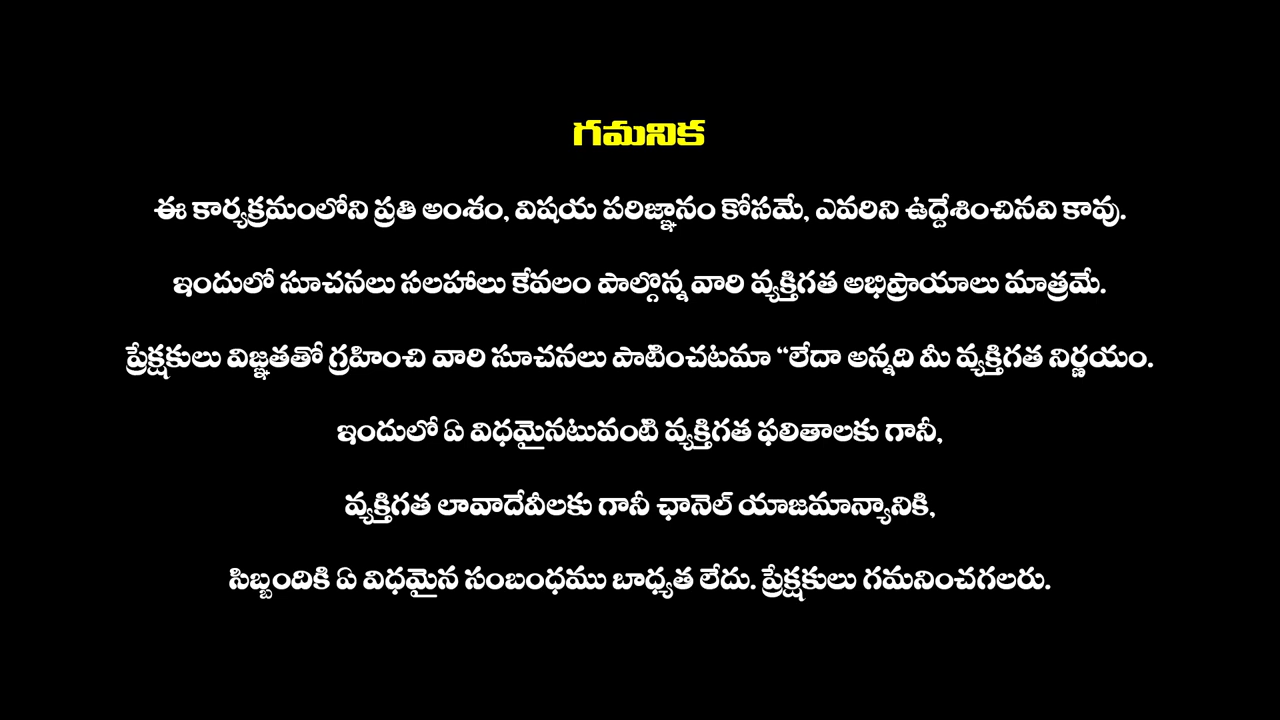 గమనిక
ఈ కార్యక్రమంలోని ప్రతి అంశం, విషయ పరిజ్ఞానం కోసమే, ఎవరిని ఉద్దేశించినవి కావు.
ఇందులో సూచనలు సలహాలు కేవలం పాల్గొన్న వారి వ్యక్తిగత అభిప్రాయాలు మాత్రమే.
ప్రేక్షకులు విజ్ఞతతో గ్రహించి వారి సూచనలు పాటించటమా “లేదా అన్నది మీ వ్యక్తిగత నిర్ణయం.
ఇందులో ఏ విధమైనటువంటి వ్యక్తిగత ఫలితాలకు గానీ,
వ్యక్తిగత లావాదేవీలకు గానీ ఛానెల్ యాజమాన్యానికి,
సిబ్బందికి ఏ విధమైన సంబంధము బాధ్యత లేదు. ప్రేక్షకులు గమనించగలరు.